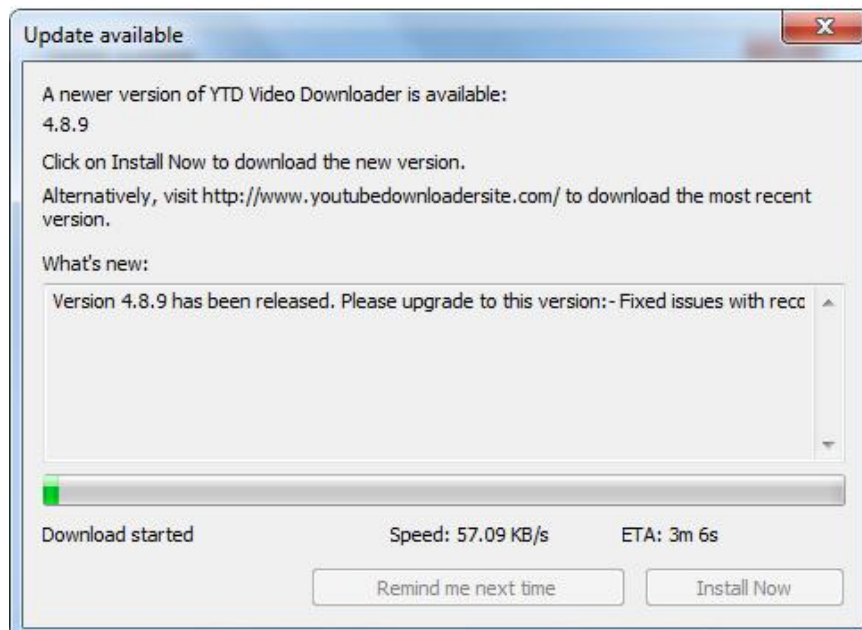 Update available
A newer version of YTD Video Downloader is available:
4.8.9
Click on Install Now to download the new version.
Alternatively, visit http://www.youtubedownloadersite.com/ to download the most recent
version.
What's new:
Version 4.8.9 has been released. Please upgrade to this version:- Fixed issues with reco
Download started Speed: 57.09 KB/s ETA: 3m 6s
Remind me next time Install Now